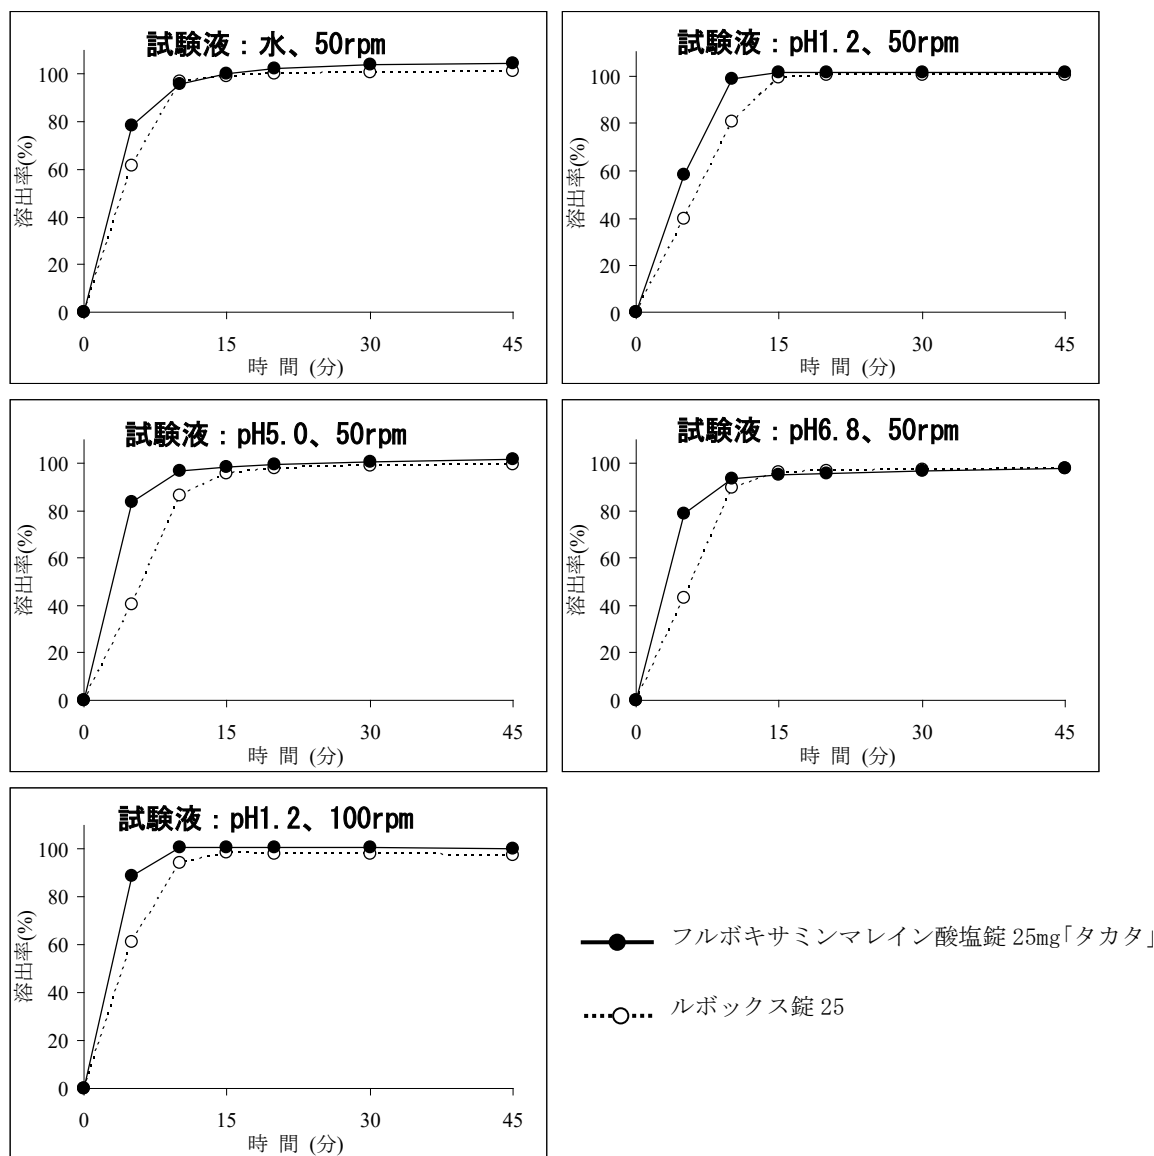 試験液：水、50rpm
溶出率(%)
100
80
60
40
20
0
0 15 30 45
時 間 (分)
試験液：pH1.2、50rpm
溶出率(%)
100
80
60
40
20
0
0 15 30 45
時 間 (分)
試験液：pH5.0、50rpm
溶出率(%)
100
80
60
40
20
0
0 15 30 45
時 間 (分)
試験液：pH6.8、50rpm
溶出率(%)
100
80
60
40
20
0
0 15 30 45
時 間 (分)
試験液：pH1.2、100rpm
溶出率(%)
100
80
60
40
20
0
0 15 30 45
時 間 (分)
フルボキサミンマレイン酸塩錠 25mg｢タカタ｣
ルボックス錠 25